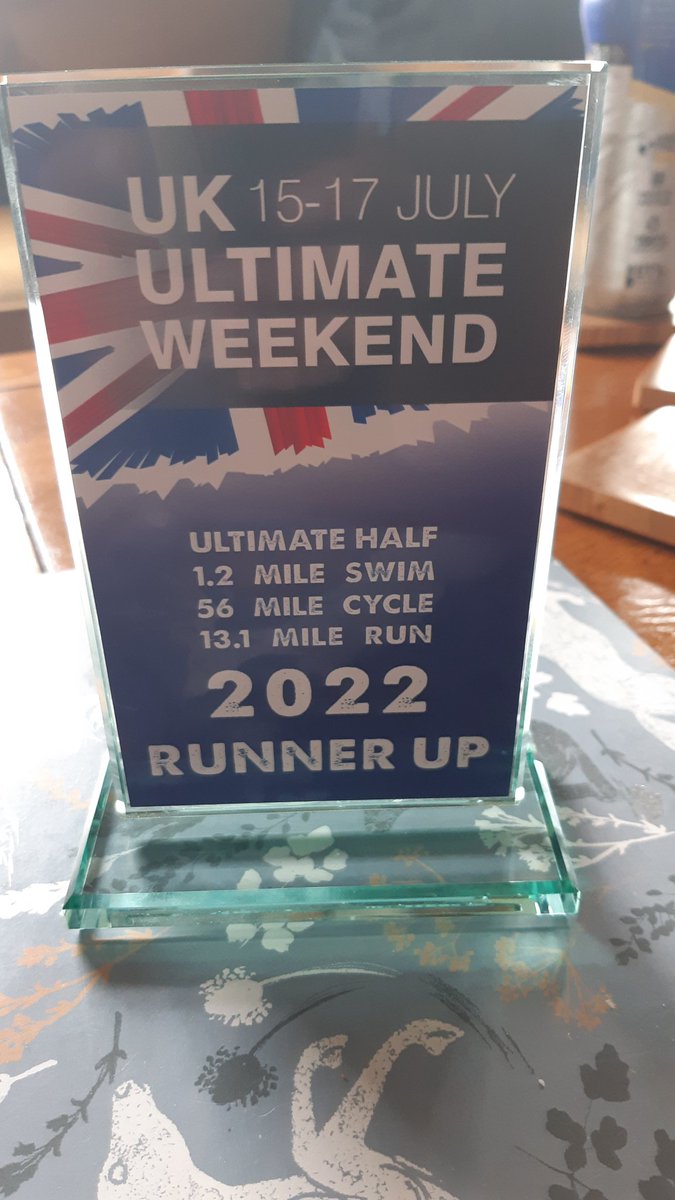 UK 15-17 JULY
ULTIMATE
WEEKEND
ULTIMATE HALF
1.2 MILE SWIM
56 MILE CYCLE
13.1 MILE RUN
2022
RUNNER UP